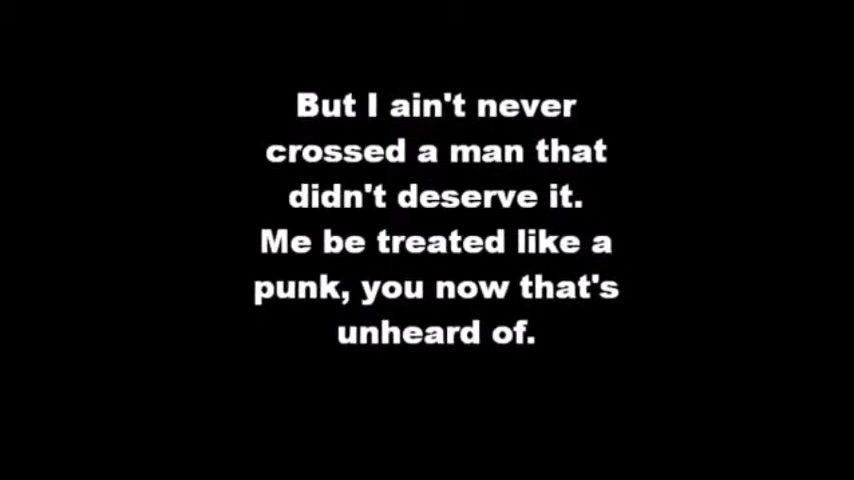 But I ain't never
crossed a man that
didn't deserve it.
Me be treated like a
punk, you now that's
unheard of.